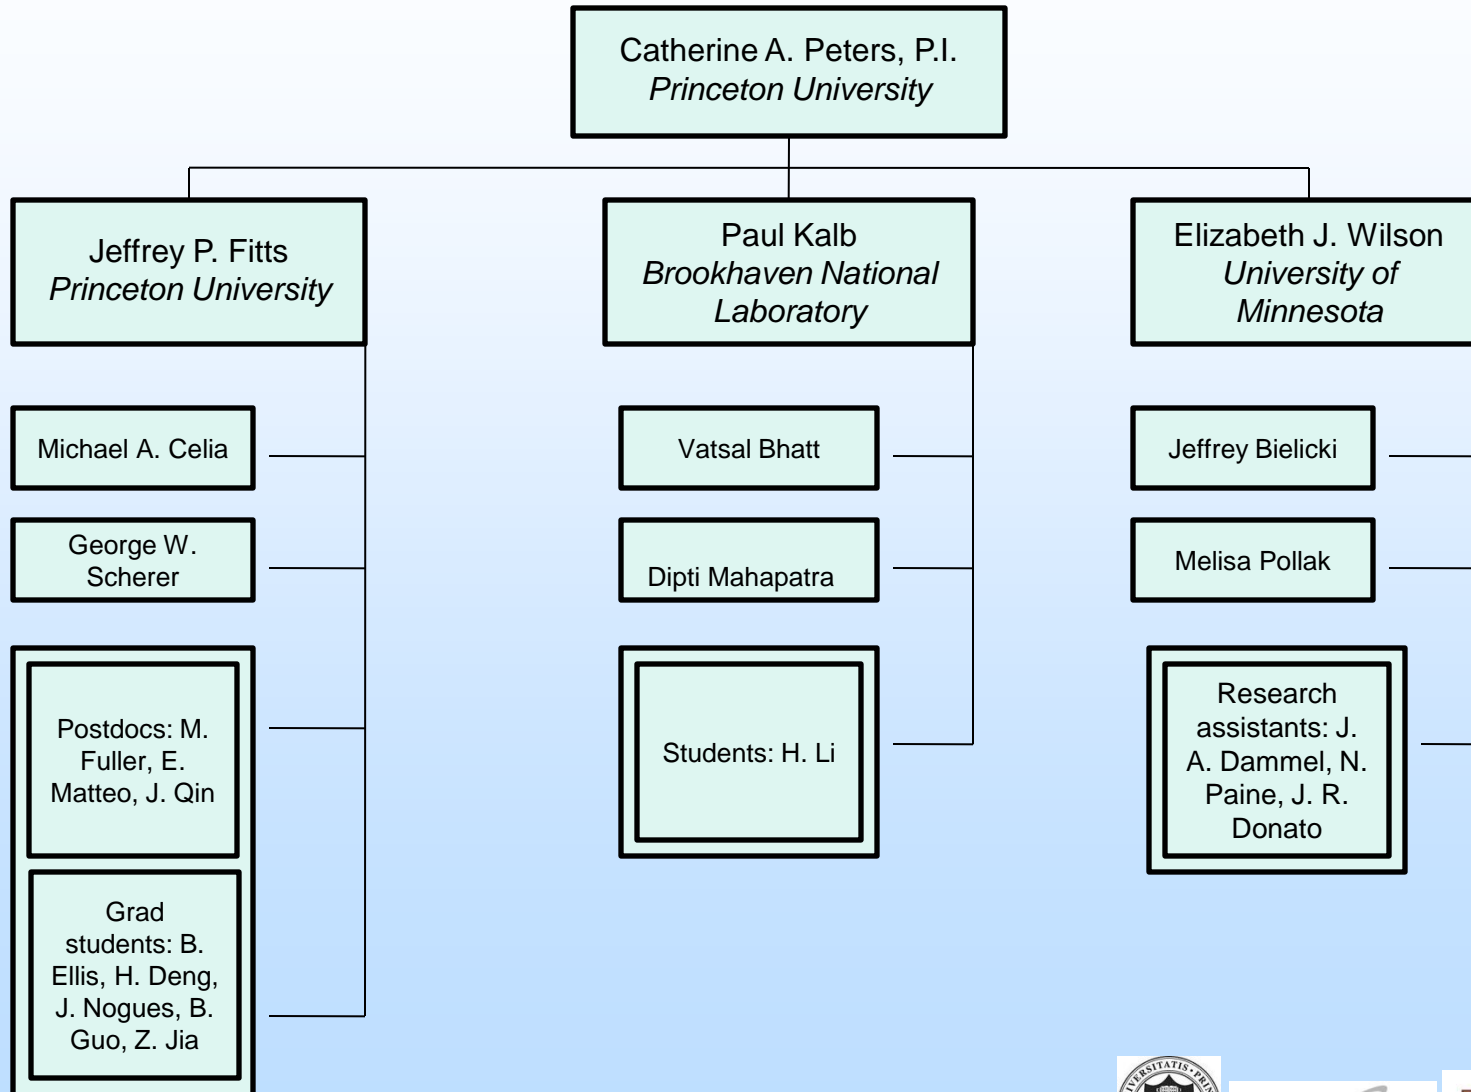 Catherine A. Peters, P.I.
Princeton University
Jeffrey P. Fitts
Princeton University
Paul Kalb
Brookhaven National
Laboratory
Elizabeth J. Wilson
University of
Minnesota
Michael A. Celia
Vatsal Bhatt
Jeffrey Bielicki
George W.
Scherer
Dipti Mahapatra
Melisa Pollak
Postdocs: M.
Fuller, E.
Matteo, J. Qin
Students: H. Li
Research
assistants: J.
A. Dammel, N.
Paine, J. R.
Donato
Grad
students: B.
Ellis, H. Deng,
J. Nogues, B.
Guo, Z. Jia